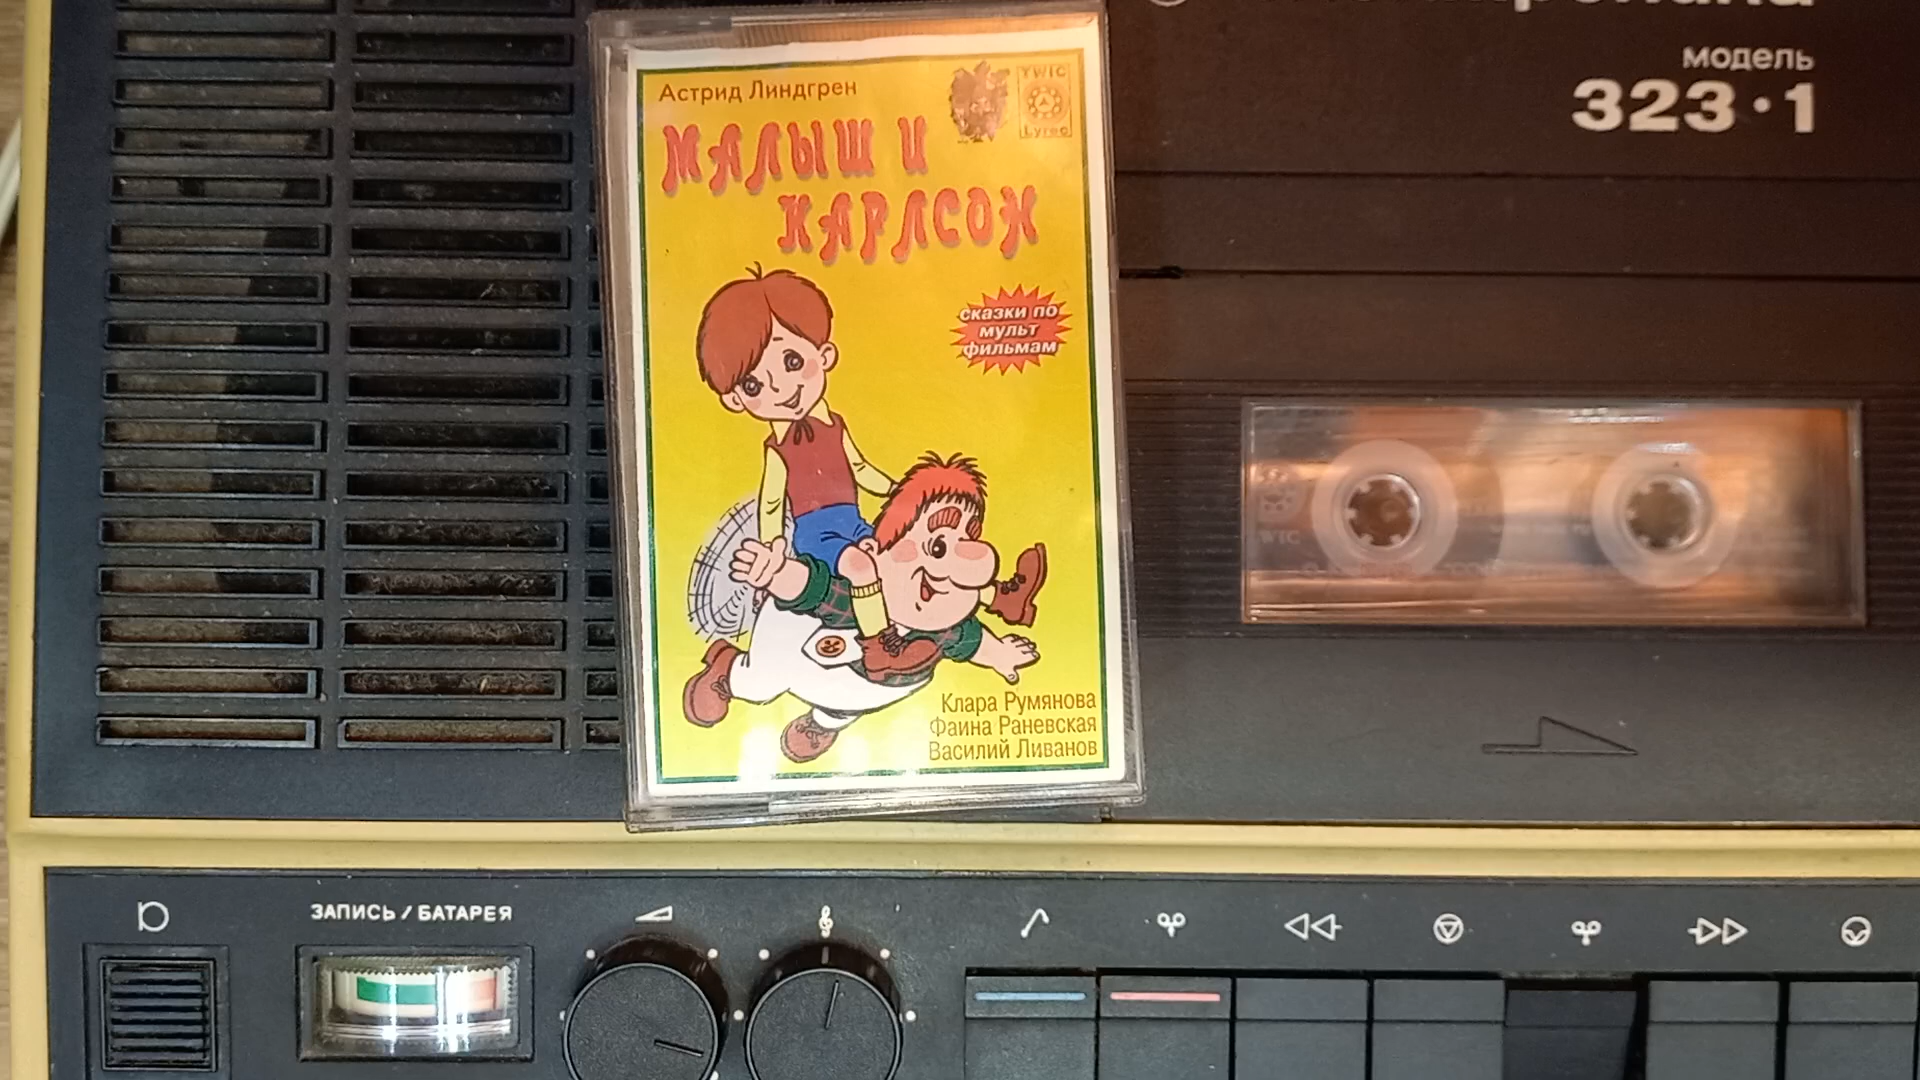 Астрид Линдгрен
TWIC
Lyrec
МАЛЫШ И
КАРЛСОН
сказки по
мульт
фильмам
Клара Румянова
Фаина Раневская
Василий Ливанов
модель
323·1
TWIC
ЗАПИСЬ / БАТАРЕЯ